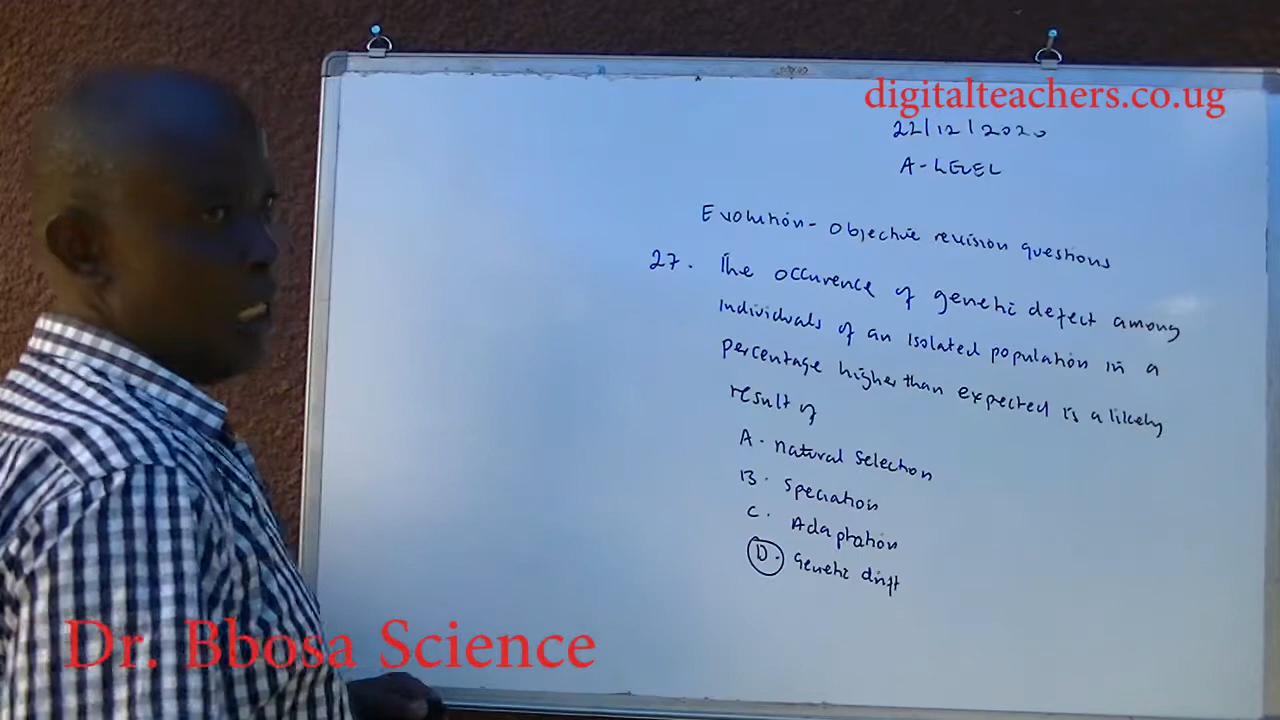 digitalteachers.co.ug
22/12/2020
A-LEVEL
Evolution- objective revision questions
27. The occurence of genetic defect among
individuals of an isolated population in a
percentage higher than expected is a likely
result of
A. natural selection
B. speciation
C. Adaptation
D. Genetic drift
Dr. Bbosa Science